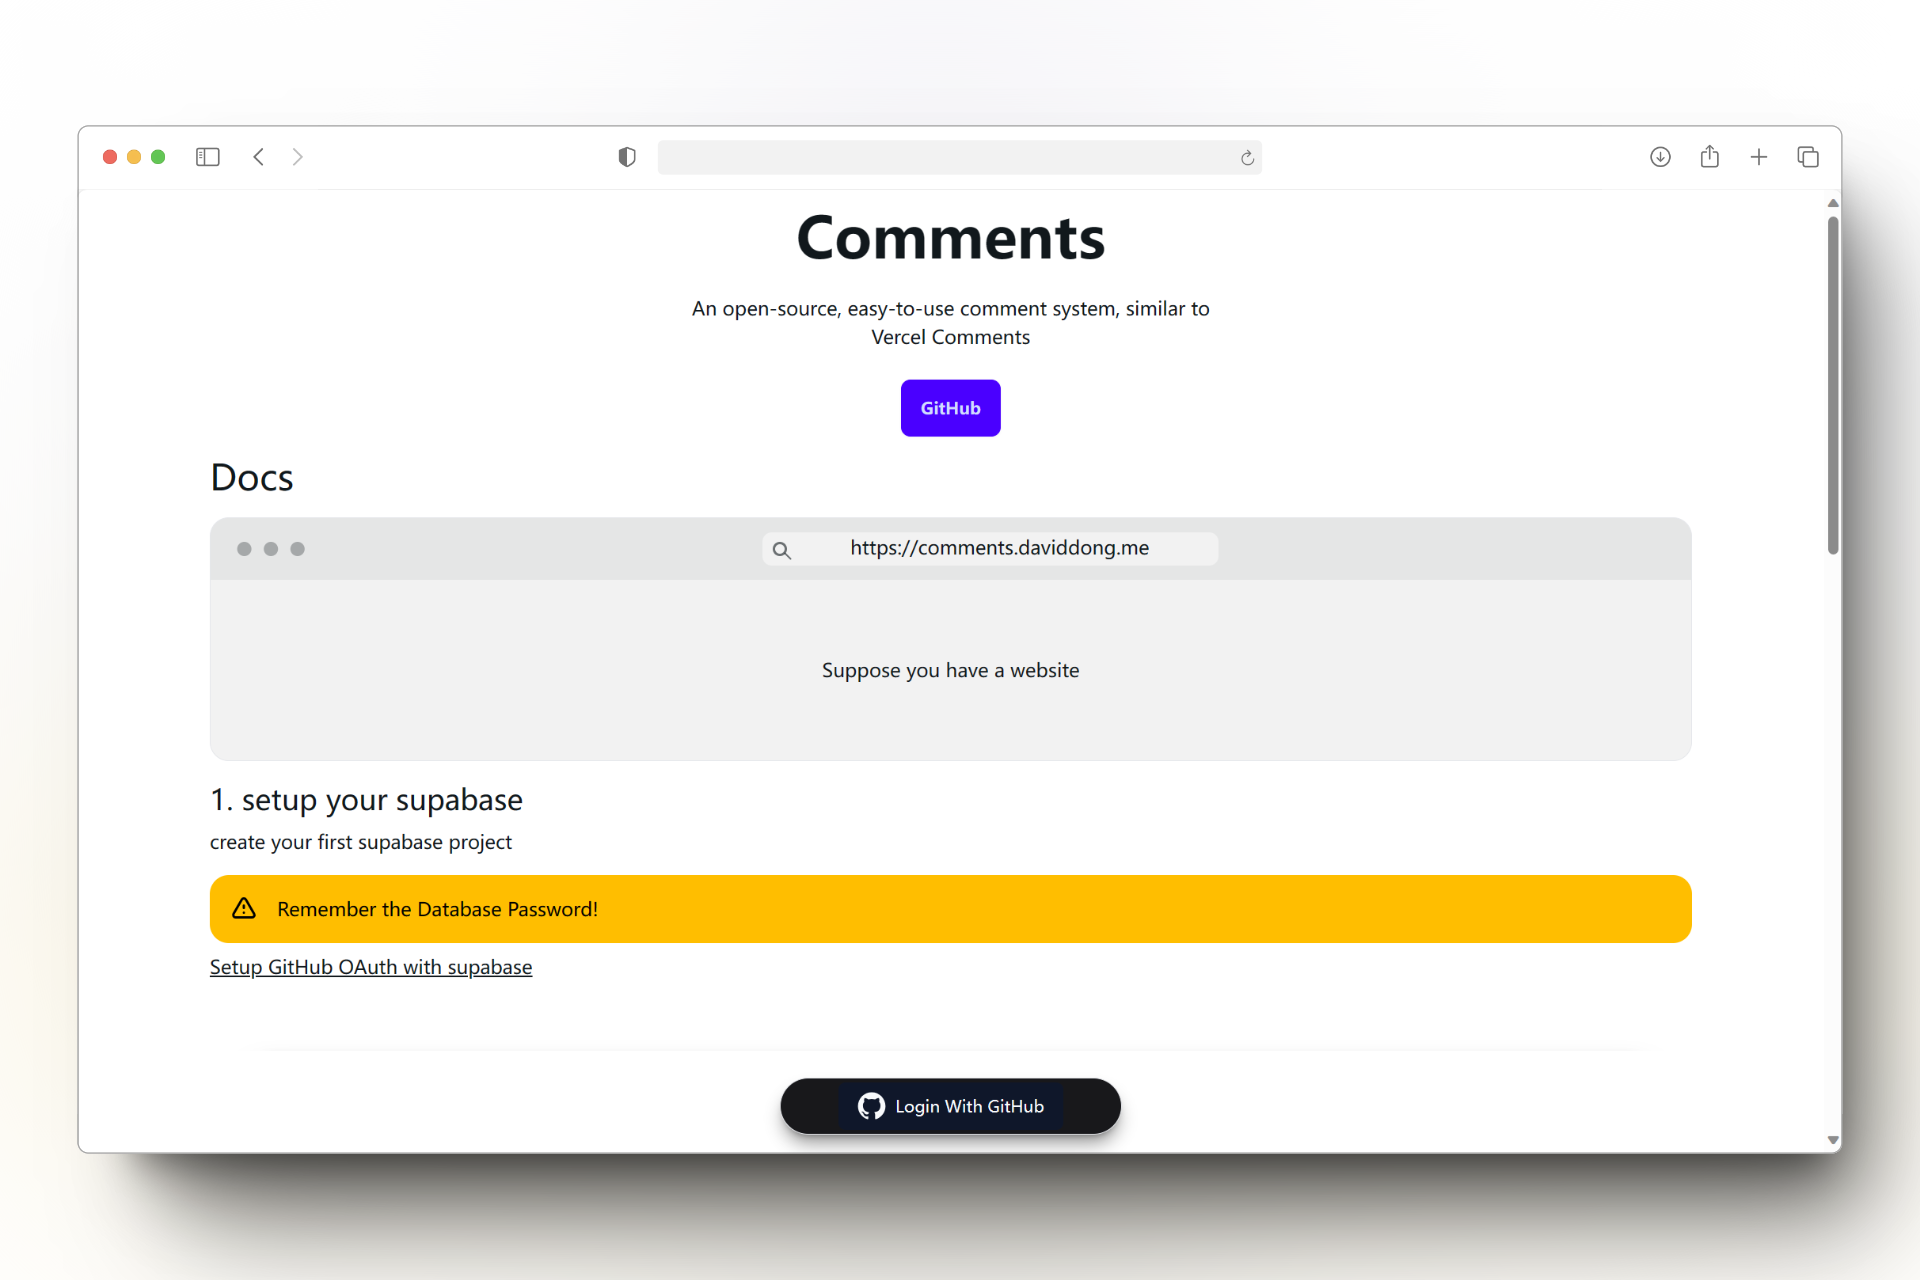 Comments
An open-source, easy-to-use comment system, similar to
Vercel Comments
GitHub
Docs
https://comments.daviddong.me
Suppose you have a website
1. setup your supabase
create your first supabase project
Remember the Database Password!
Setup GitHub OAuth with supabase
Login With GitHub